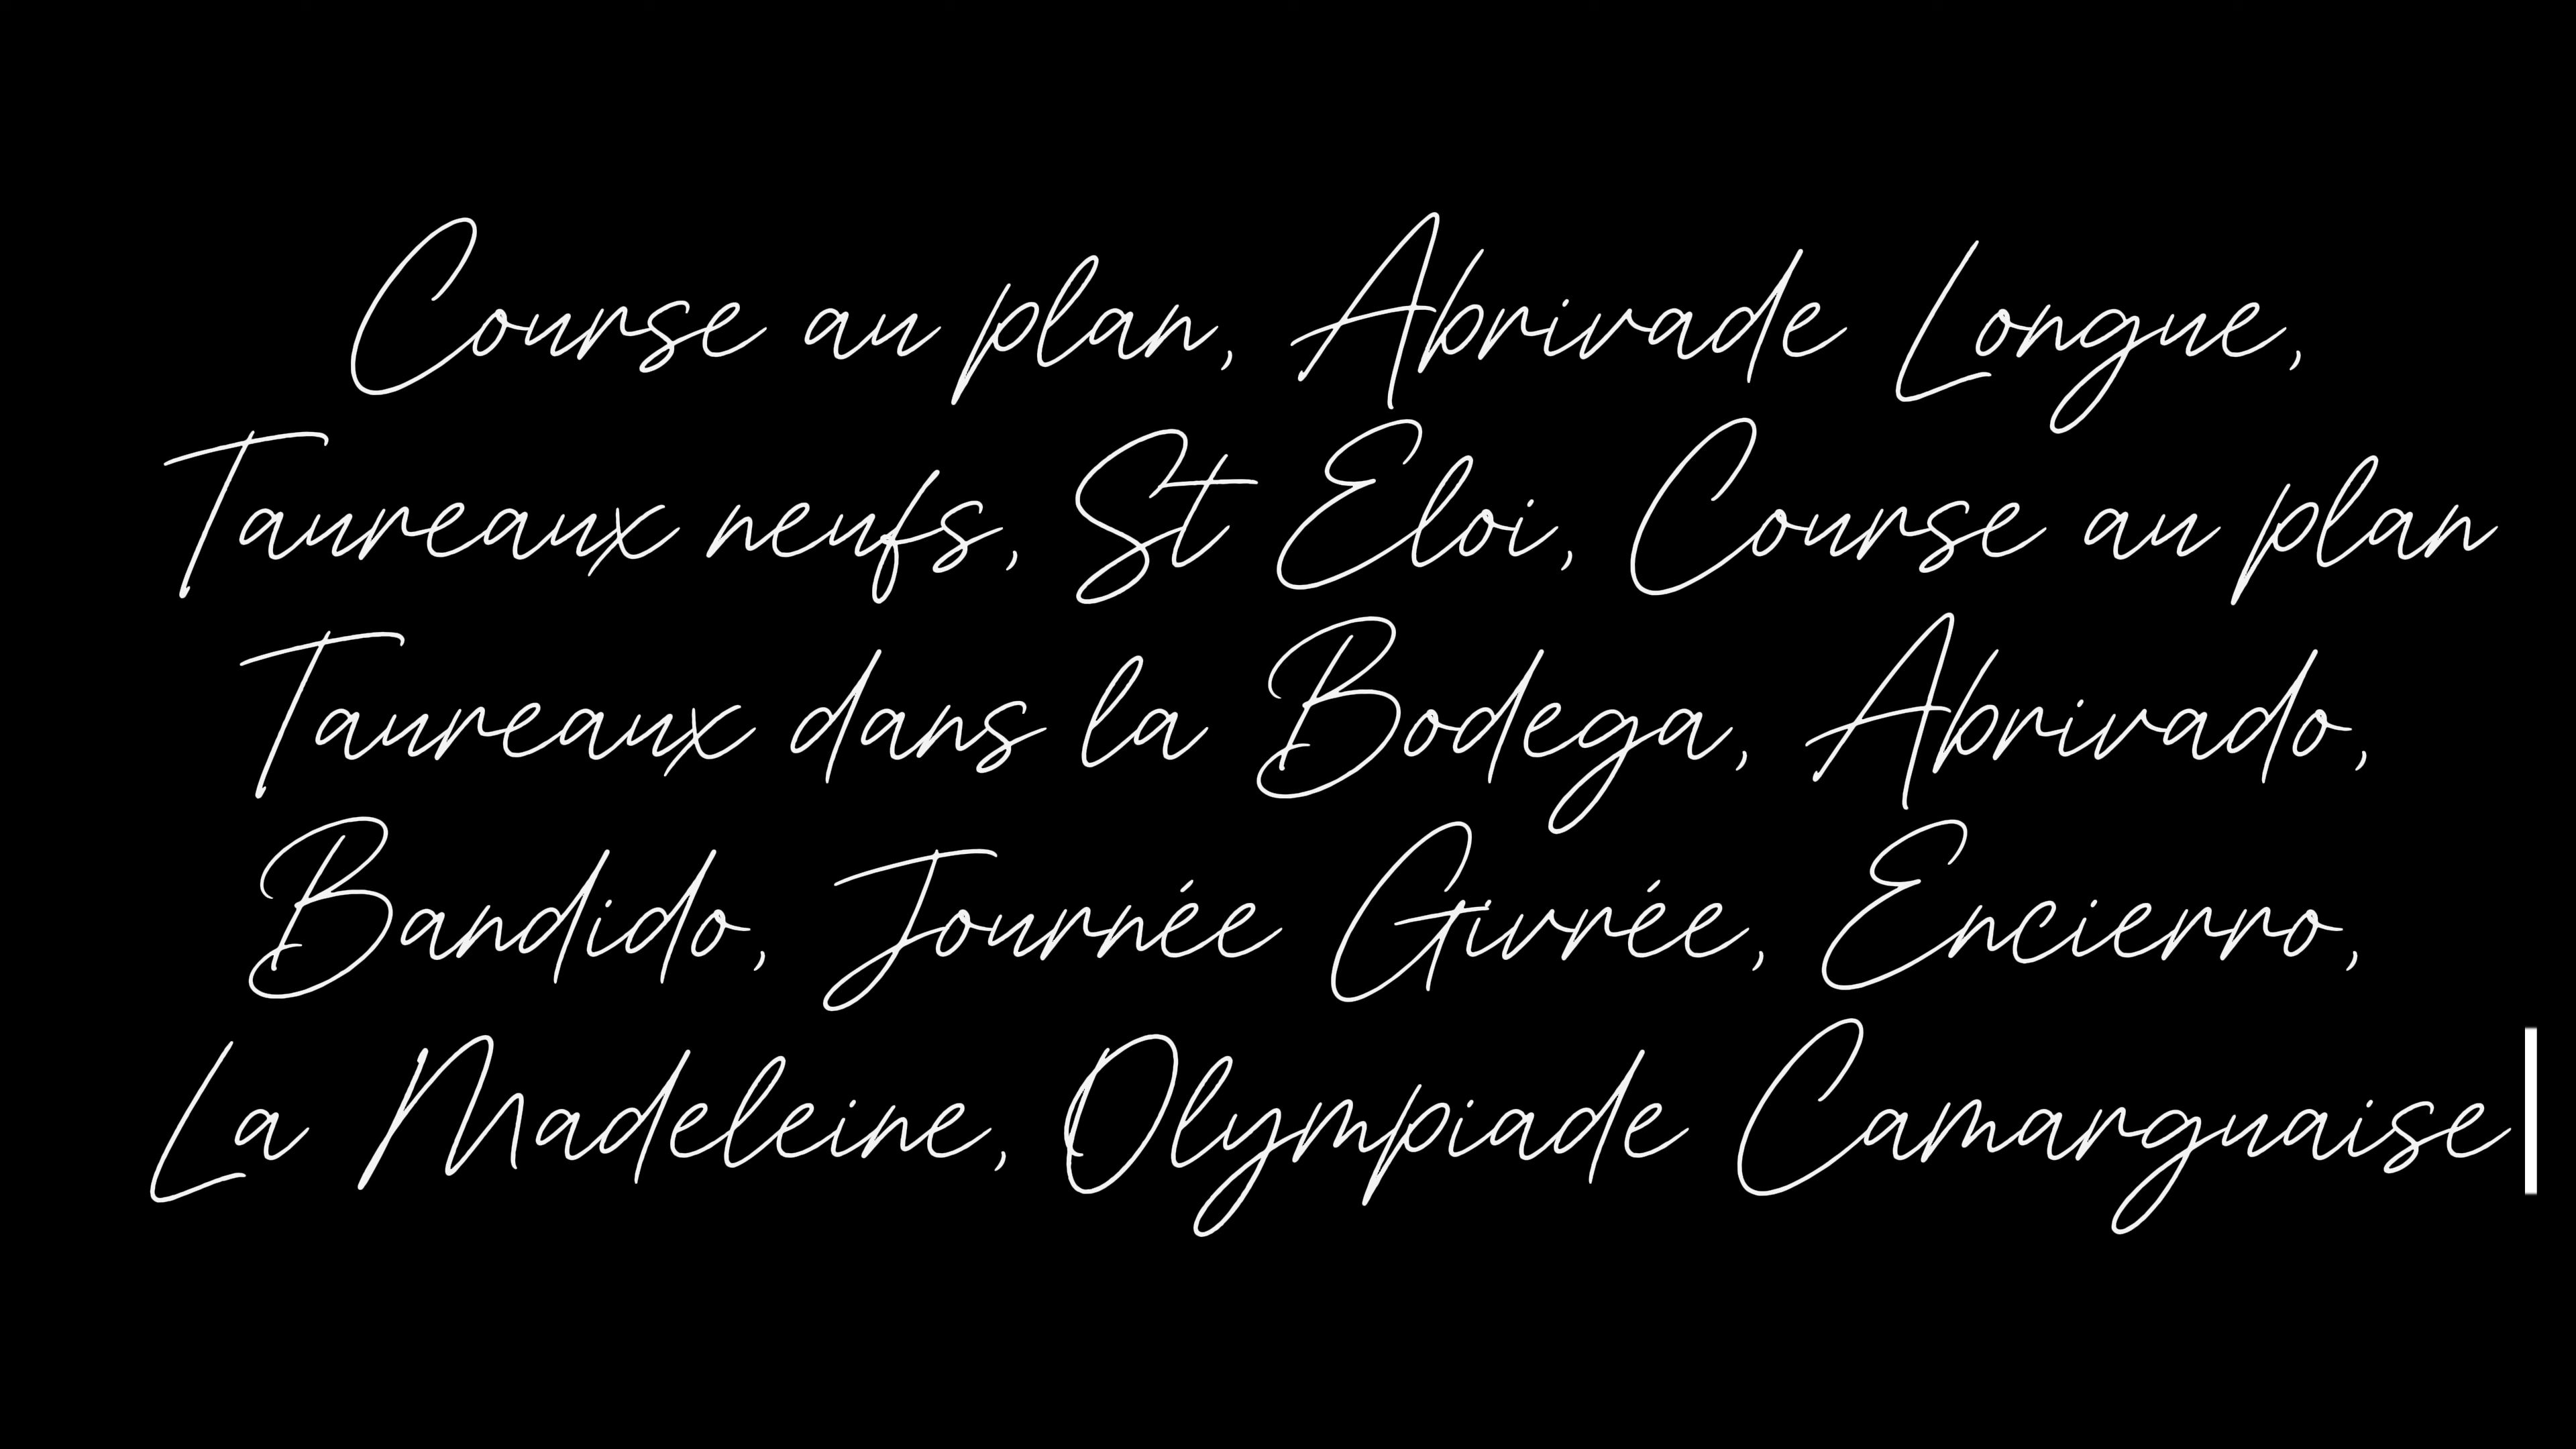 Course au plan, Abrivade Longue,
Taureaux neufs, St Eloi, Course au plan
Taureaux dans la Bodega, Abrivado,
Bandido, Journée Givrée, Encierro,
La Madeleine, Olympiade Camarguaise